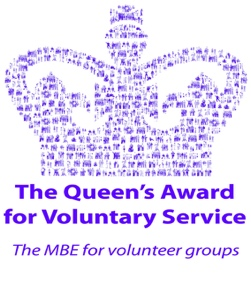 The Queen's Award
for Voluntary Service
The MBE for volunteer groups